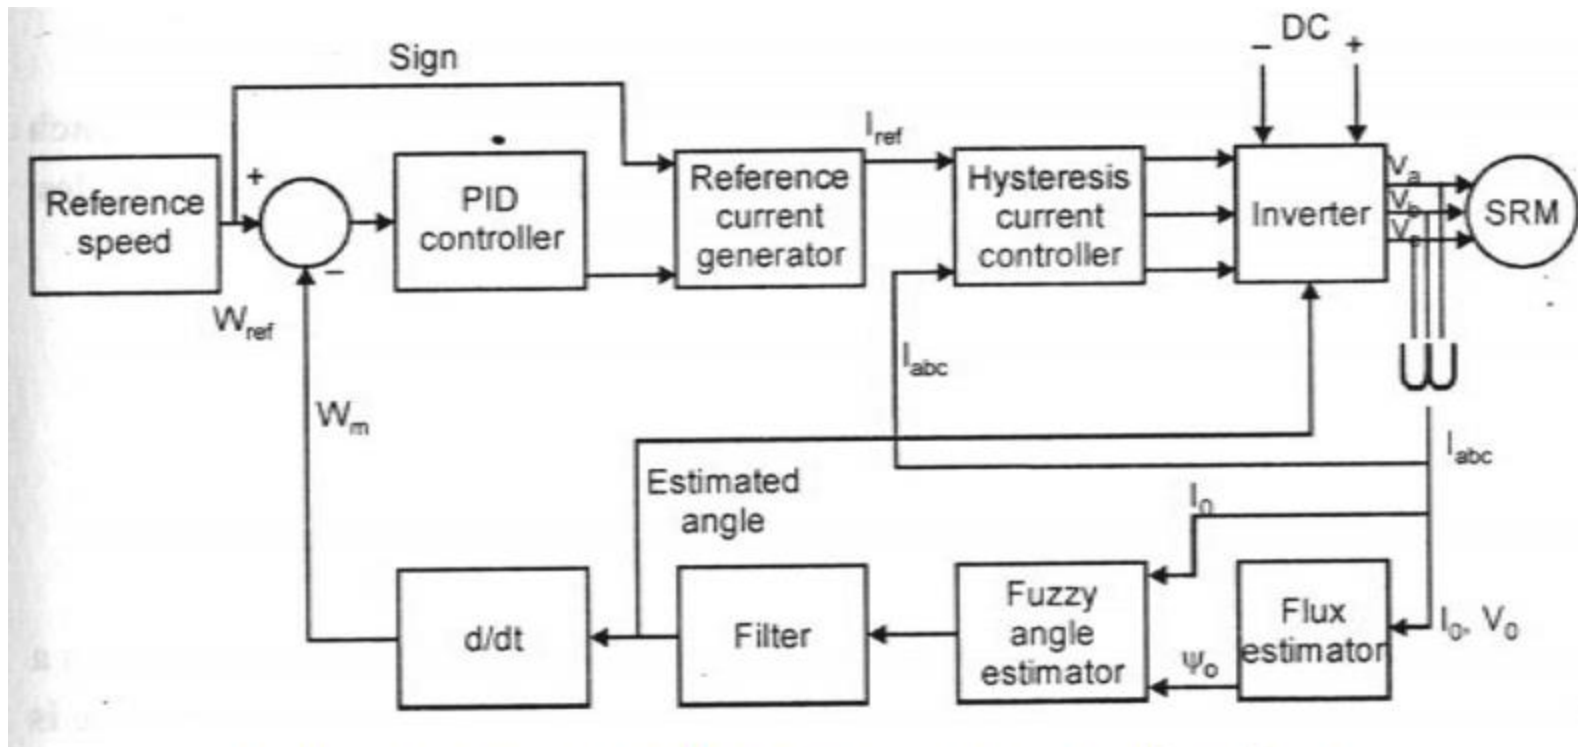 Sign
− DC +
Reference
speed
+
−
PID
controller
Reference
current
generator
I_ref
Hysteresis
current
controller
Inverter
V_a
V_b
V_c
SRM
W_ref
W_m
I_abc
I_abc
Estimated
angle
I_0
d/dt
Filter
Fuzzy
angle
estimator
Ψ_o
Flux
estimator
I_0, V_0